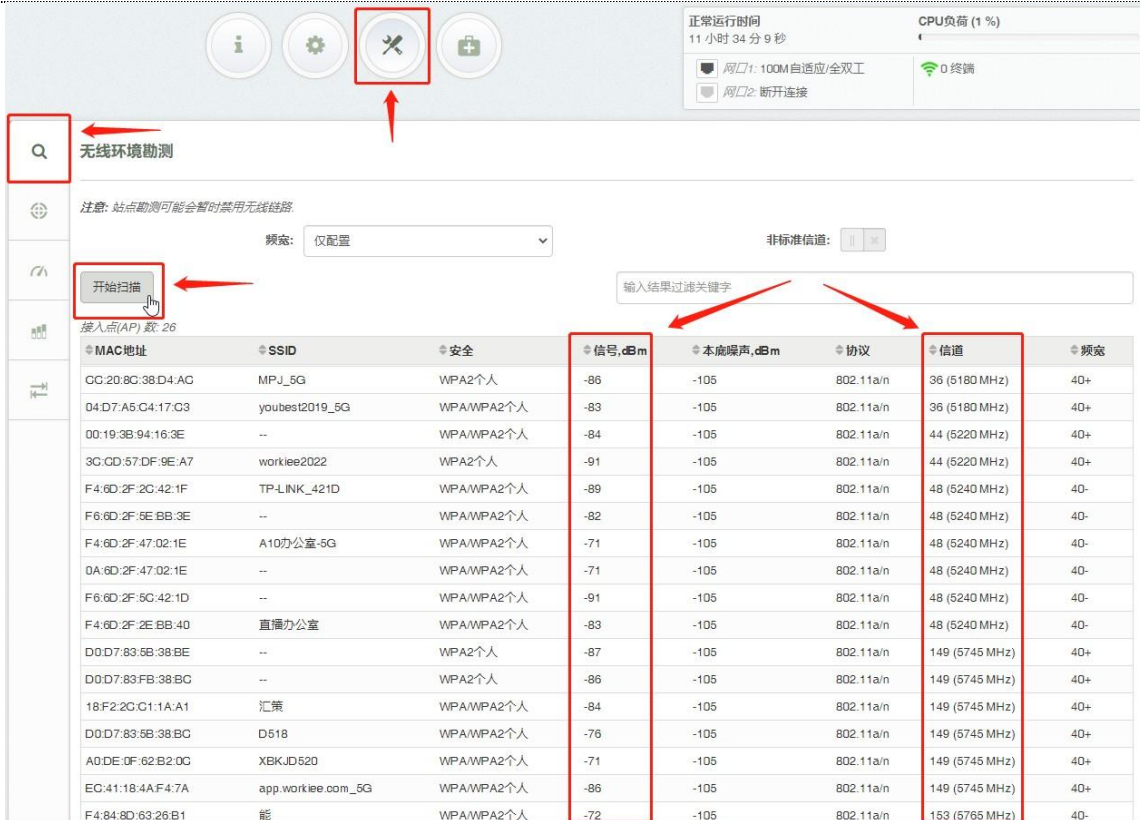 正常运行时间 CPU负荷 (1 %)
11 小时 34 分 9 秒
网口1: 100M自适应/全双工 0 终端
网口2: 断开连接
无线环境勘测
注意: 站点勘测可能会暂时禁用无线链路.
频宽: 仅配置 非标准信道:
开始扫描 输入结果过滤关键字
接入点(AP) 数: 26
MAC地址 SSID 安全 信号,dBm 本底噪声,dBm 协议 信道 频宽
CC:20:8C:38:D4:AC MPJ_5G WPA2个人 -86 -105 802.11a/n 36 (5180 MHz) 40+
04:D7:A5:C4:17:C3 youbest2019_5G WPA/WPA2个人 -83 -105 802.11a/n 36 (5180 MHz) 40+
00:19:3B:94:16:3E -- WPA/WPA2个人 -84 -105 802.11a/n 44 (5220 MHz) 40+
3C:CD:57:DF:9E:A7 workiee2022 WPA2个人 -91 -105 802.11a/n 44 (5220 MHz) 40+
F4:6D:2F:2C:42:1F TP-LINK_421D WPA/WPA2个人 -89 -105 802.11a/n 48 (5240 MHz) 40-
F6:6D:2F:5E:BB:3E -- WPA/WPA2个人 -82 -105 802.11a/n 48 (5240 MHz) 40-
F4:6D:2F:47:02:1E A10办公室-5G WPA/WPA2个人 -71 -105 802.11a/n 48 (5240 MHz) 40-
0A:6D:2F:47:02:1E -- WPA/WPA2个人 -71 -105 802.11a/n 48 (5240 MHz) 40-
F6:6D:2F:5C:42:1D -- WPA/WPA2个人 -91 -105 802.11a/n 48 (5240 MHz) 40-
F4:6D:2F:2E:BB:40 直播办公室 WPA/WPA2个人 -83 -105 802.11a/n 48 (5240 MHz) 40-
D0:D7:83:5B:38:BE -- WPA2个人 -87 -105 802.11a/n 149 (5745 MHz) 40+
D0:D7:83:FB:38:BC -- WPA2个人 -86 -105 802.11a/n 149 (5745 MHz) 40+
18:F2:2C:C1:1A:A1 汇策 WPA/WPA2个人 -84 -105 802.11a/n 149 (5745 MHz) 40+
D0:D7:83:5B:38:BC D518 WPA/WPA2个人 -76 -105 802.11a/n 149 (5745 MHz) 40+
A0:DE:0F:62:B2:0C XBKJD520 WPA/WPA2个人 -71 -105 802.11a/n 149 (5745 MHz) 40+
EC:41:18:4A:F4:7A app.workiee.com_5G WPA/WPA2个人 -86 -105 802.11a/n 149 (5745 MHz) 40+
F4:84:8D:63:26:B1 能 WPA/WPA2个人 -72 -105 802.11a/n 153 (5765 MHz) 40-